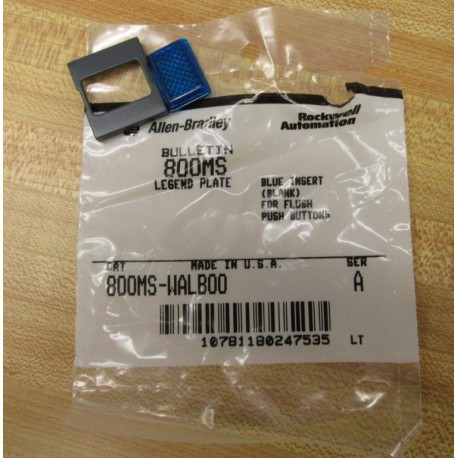 Allen-Bradley
Rockwell
Automation
BULLETIN
800MS
LEGEND PLATE
BLUE INSERT
(BLANK)
FOR FLUSH
PUSH BUTTONS
CAT
MADE IN U.S.A.
SER
800MS-WALB00
A
10781180247535
LT